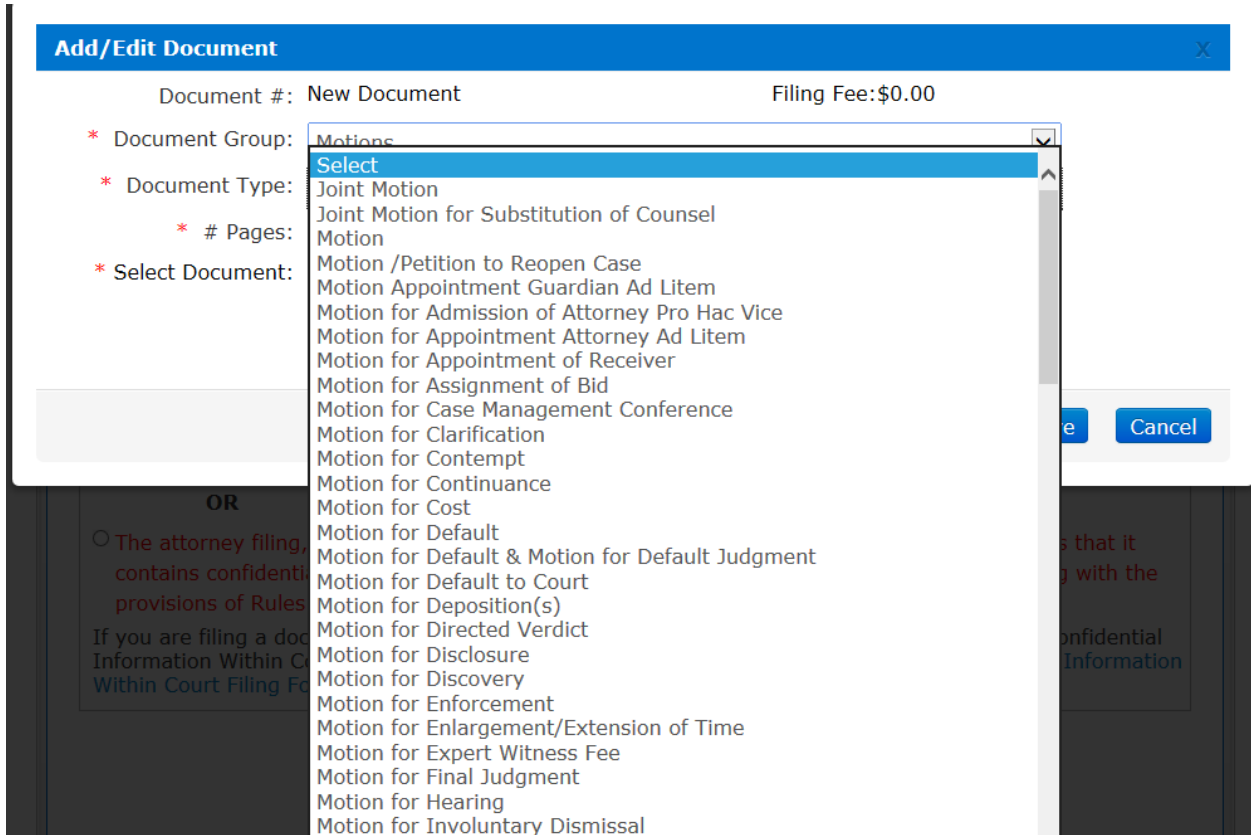 Add/Edit Document X
Document #: New Document Filing Fee:$0.00
* Document Group: Motions
Select
* Document Type:
Joint Motion
Joint Motion for Substitution of Counsel
* # Pages:
Motion
Motion /Petition to Reopen Case
* Select Document:
Motion Appointment Guardian Ad Litem
Motion for Admission of Attorney Pro Hac Vice
Motion for Appointment Attorney Ad Litem
Motion for Appointment of Receiver
Motion for Assignment of Bid
Motion for Case Management Conference
Motion for Clarification
Cancel
Motion for Contempt
Motion for Continuance
Motion for Cost
Motion for Default
Motion for Default & Motion for Default Judgment
Motion for Default to Court
Motion for Deposition(s)
Motion for Directed Verdict
Motion for Disclosure
Motion for Discovery
Motion for Enforcement
Motion for Enlargement/Extension of Time
Motion for Expert Witness Fee
Motion for Final Judgment
Motion for Hearing
Motion for Involuntary Dismissal
OR
The attorney filing, that it
contains with the
provisions of Rules
If you are filing a
Information Within Information
Within Court Filing